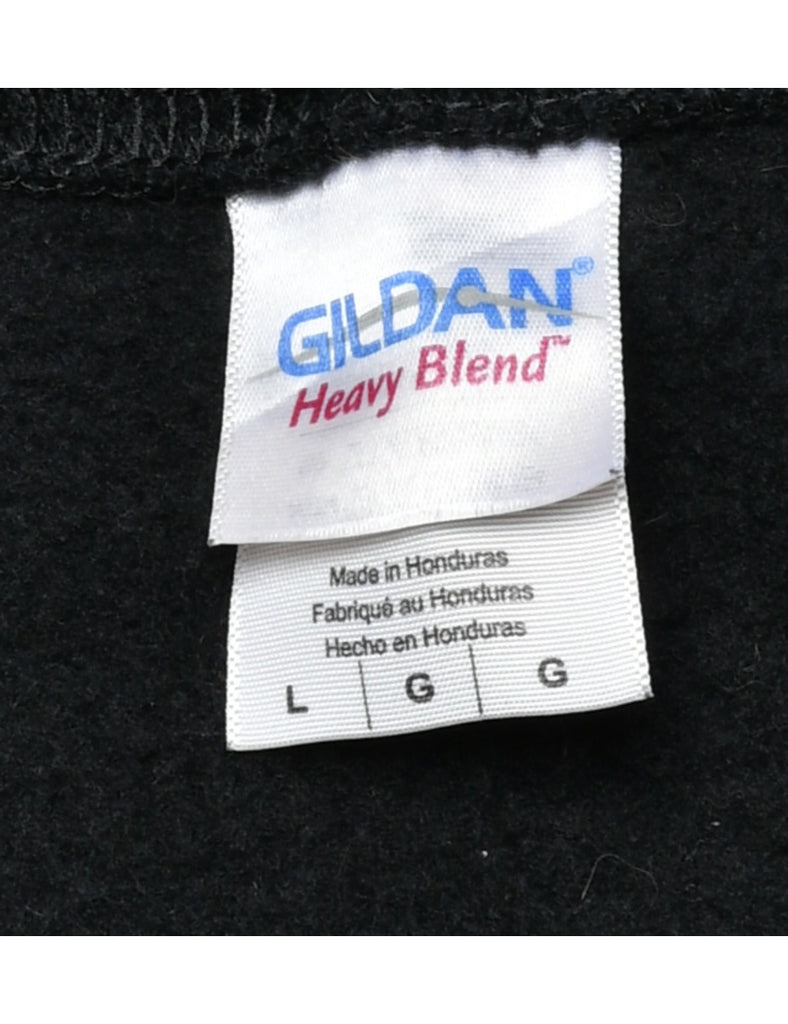 GILDAN®
Heavy Blend™
Made in Honduras
Fabriqué au Honduras
Hecho en Honduras
L | G | G